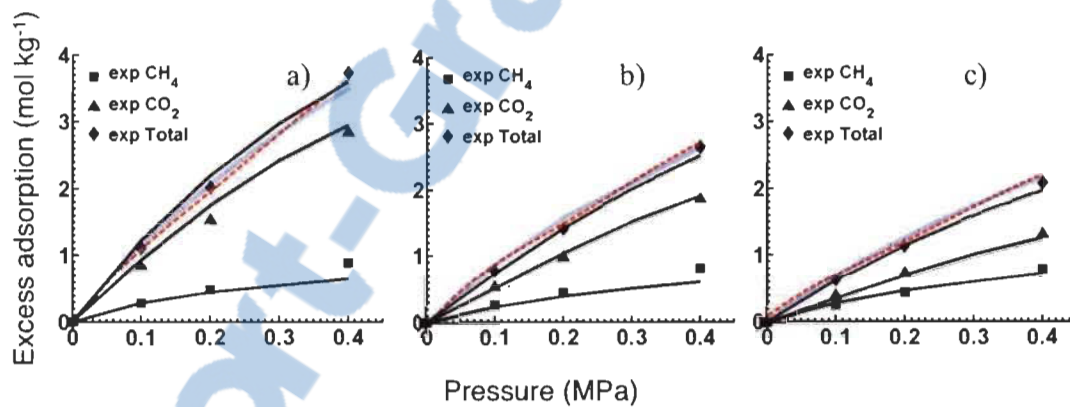 Excess adsorption (mol kg⁻¹)
a)
4
3
2
1
0
exp CH₄
exp CO₂
exp Total
0 0.1 0.2 0.3 0.4
b)
4
3
2
1
0
exp CH₄
exp CO₂
exp Total
0 0.1 0.2 0.3 0.4
c)
4
3
2
1
0
exp CH₄
exp CO₂
exp Total
0 0.1 0.2 0.3 0.4
Pressure (MPa)